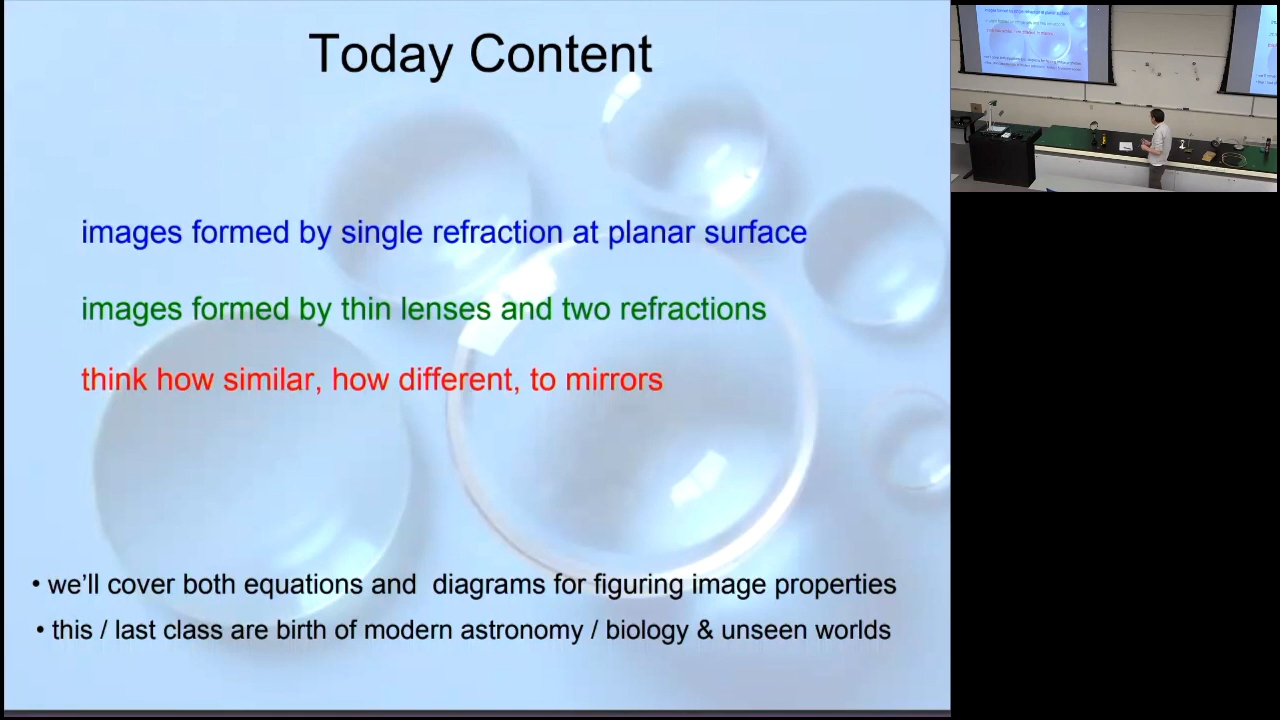 Today Content
images formed by single refraction at planar surface
images formed by thin lenses and two refractions
think how similar, how different, to mirrors
• we'll cover both equations and diagrams for figuring image properties
• this / last class are birth of modern astronomy / biology & unseen worlds